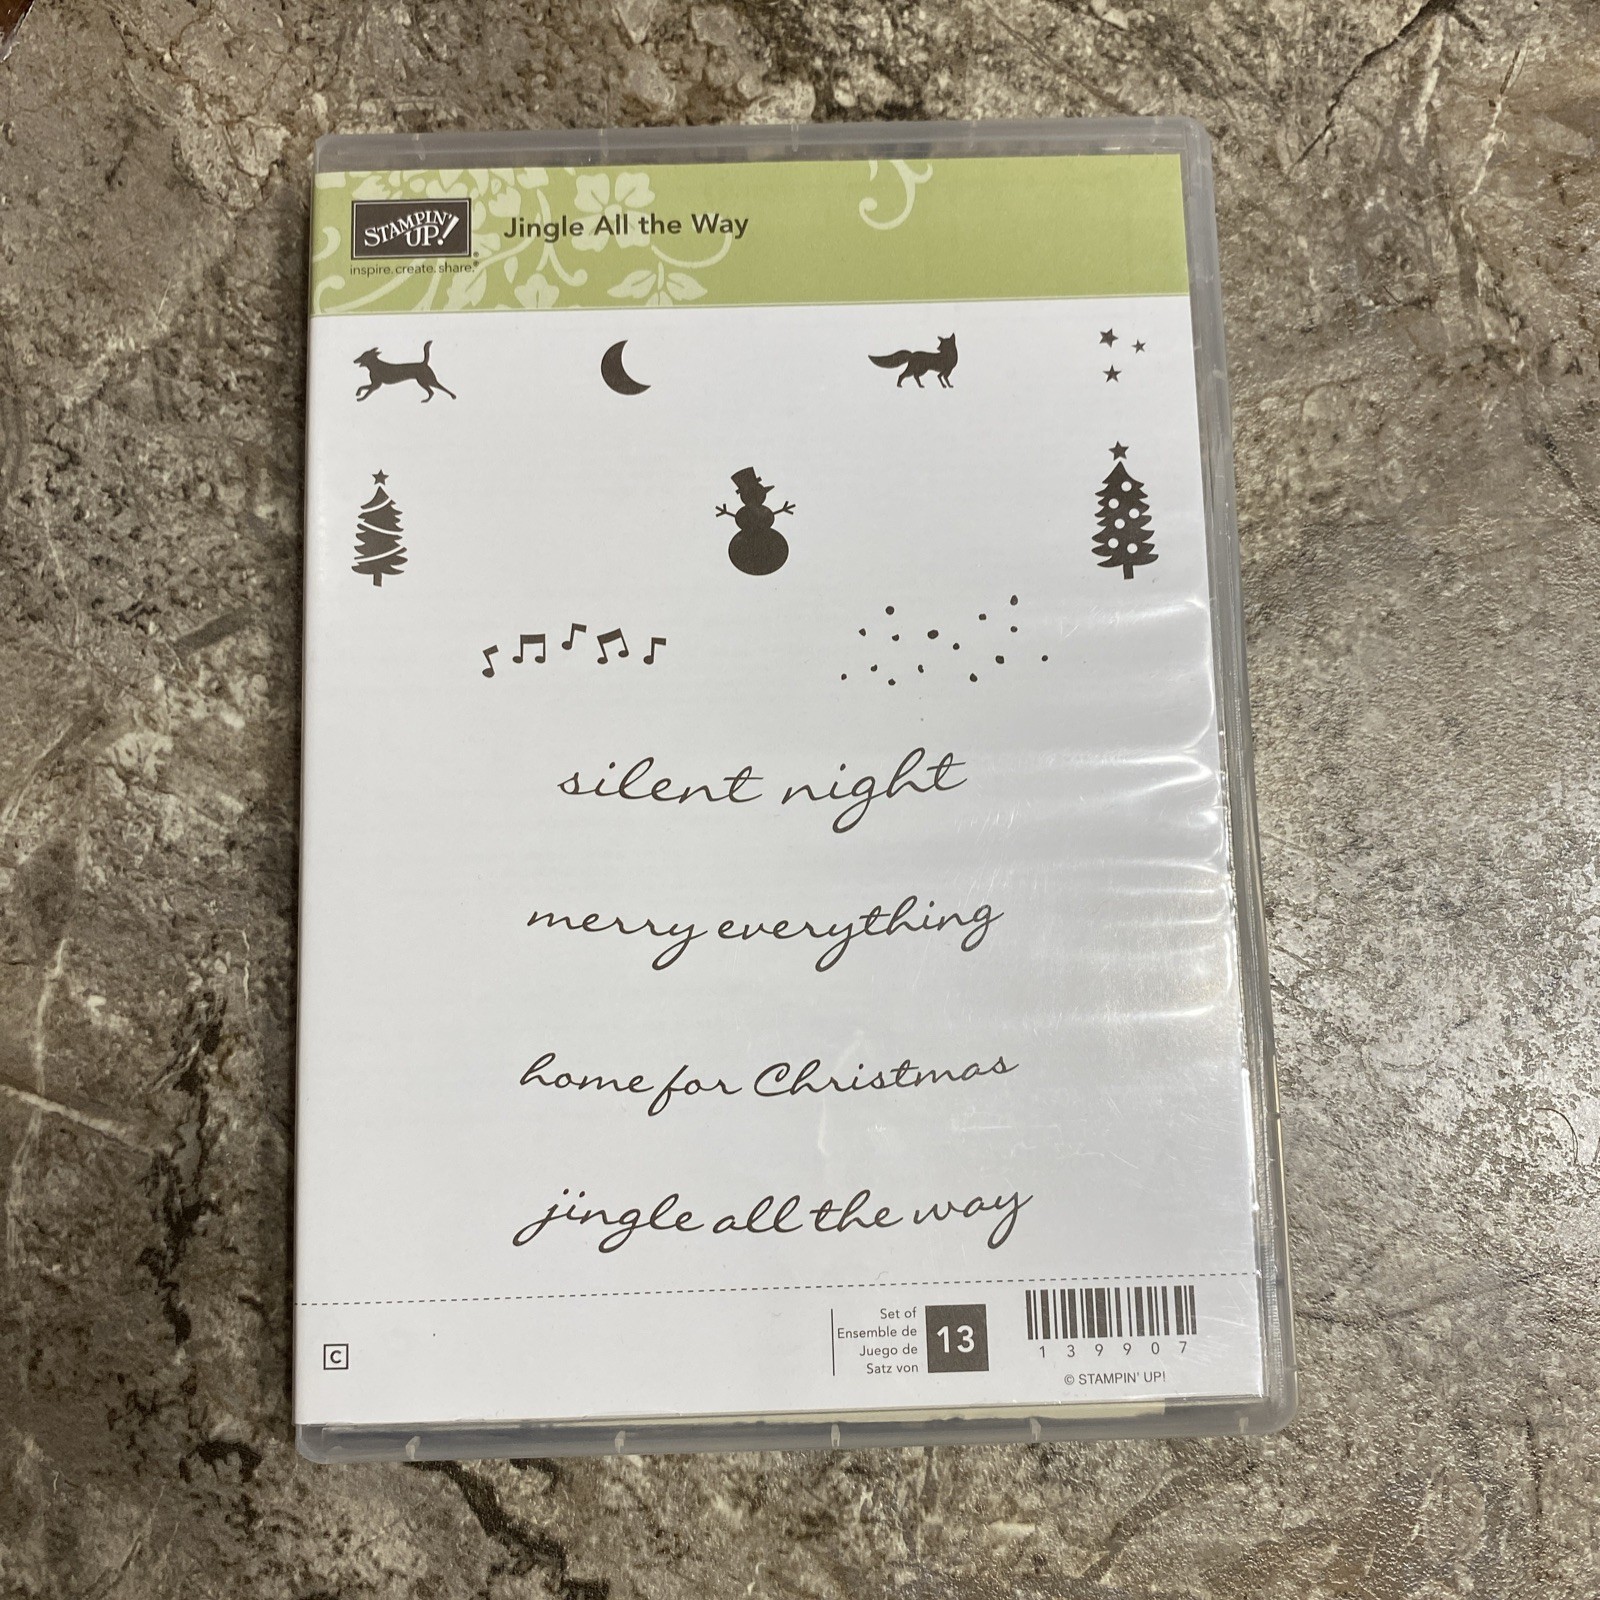 STAMPIN' UP!®
inspire.create.share.®
Jingle All the Way
silent night
merry everything
home for Christmas
jingle all the way
C
Set of
Ensemble de
Juego de
Satz von
13
139907
© STAMPIN' UP!